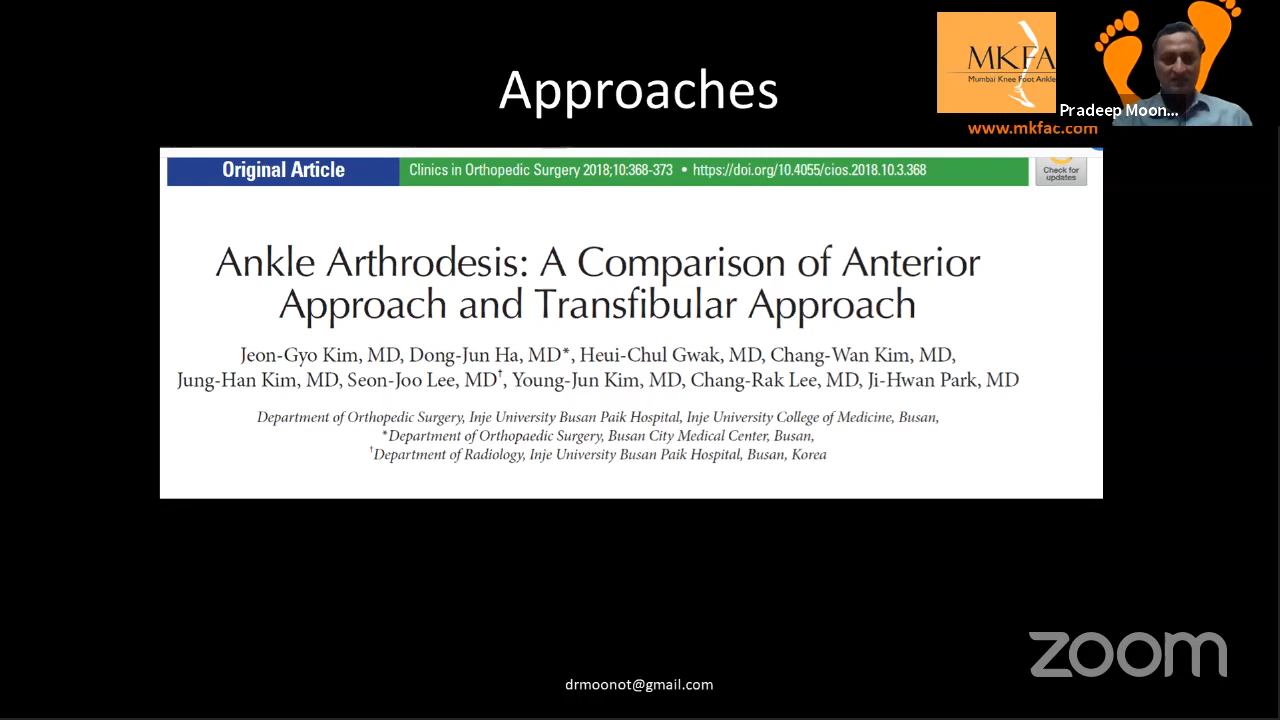 Approaches
MKFA
Mumbai Knee Foot Ankle
Pradeep Moon...
www.mkfac.com
Original Article
Clinics in Orthopedic Surgery 2018;10:368-373 • https://doi.org/10.4055/cios.2018.10.3.368
Check for
updates
Ankle Arthrodesis: A Comparison of Anterior
Approach and Transfibular Approach
Jeon-Gyo Kim, MD, Dong-Jun Ha, MD*, Heui-Chul Gwak, MD, Chang-Wan Kim, MD,
Jung-Han Kim, MD, Seon-Joo Lee, MD†, Young-Jun Kim, MD, Chang-Rak Lee, MD, Ji-Hwan Park, MD
Department of Orthopedic Surgery, Inje University Busan Paik Hospital, Inje University College of Medicine, Busan,
*Department of Orthopaedic Surgery, Busan City Medical Center, Busan,
†Department of Radiology, Inje University Busan Paik Hospital, Busan, Korea
zoom
drmoonot@gmail.com